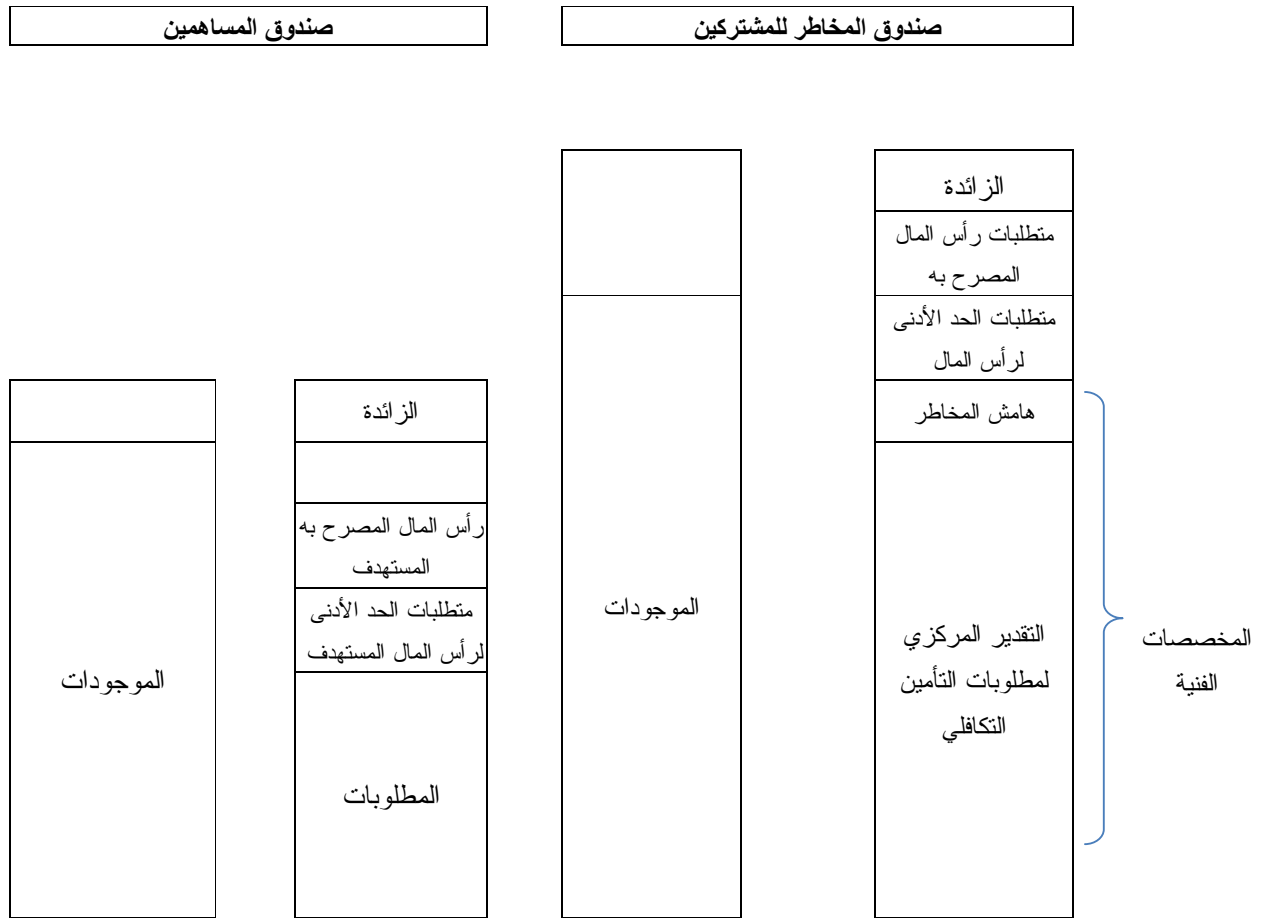 صندوق المخاطر للمشتركين
صندوق المساهمين
الزائدة
متطلبات رأس المال
المصرح به
متطلبات الحد الأدنى
لرأس المال
هامش المخاطر
التقدير المركزي
لمطلوبات التأمين
التكافلي
المخصصات
الفنية
الموجودات
الزائدة
رأس المال المصرح به
المستهدف
متطلبات الحد الأدنى
لرأس المال المستهدف
المطلوبات
الموجودات